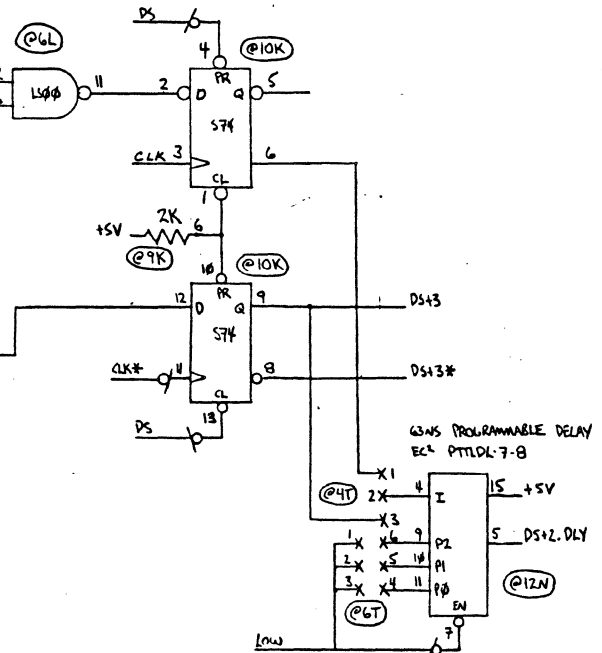 DS
@6L
4
@10K
PR
11
2
D
Q
5
LS00
S74
CLK
3
6
CL
1
2K
+5V
6
@9K
10
@10K
PR
12
D
Q
9
DS+3
S74
CLK*
11
8
DS+3*
CL
13
DS
63NS PROGRAMMABLE DELAY
EC² PTTLDL-7-8
X1
@4T
2X
4
I
15
+5V
X3
1
X
X6
9
P2
5
DS+2.DLY
2
X
X5
10
P1
3
X
X4
11
P0
@12N
@6T
EN
7
LOW